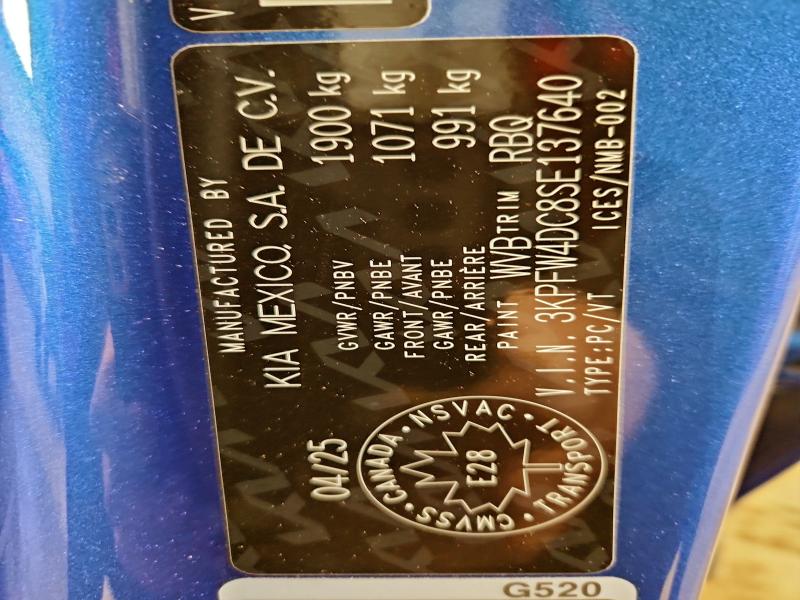 V
MANUFACTURED BY
KIA MEXICO, S.A. DE C.V.
04/25
GVWR/PNBV 1900 kg
GAWR/PNBE 1071 kg
FRONT/AVANT
GAWR/PNBE 991 kg
REAR/ARRIÈRE
PAINT WVB TRIM RBQ
V.I.N. 3KPFW4DC8SE137640
TYPE:PC/VT ICES/NMB-002
CMVSS · CANADA · NSVAC · TRANSPORT ·
E28
G520